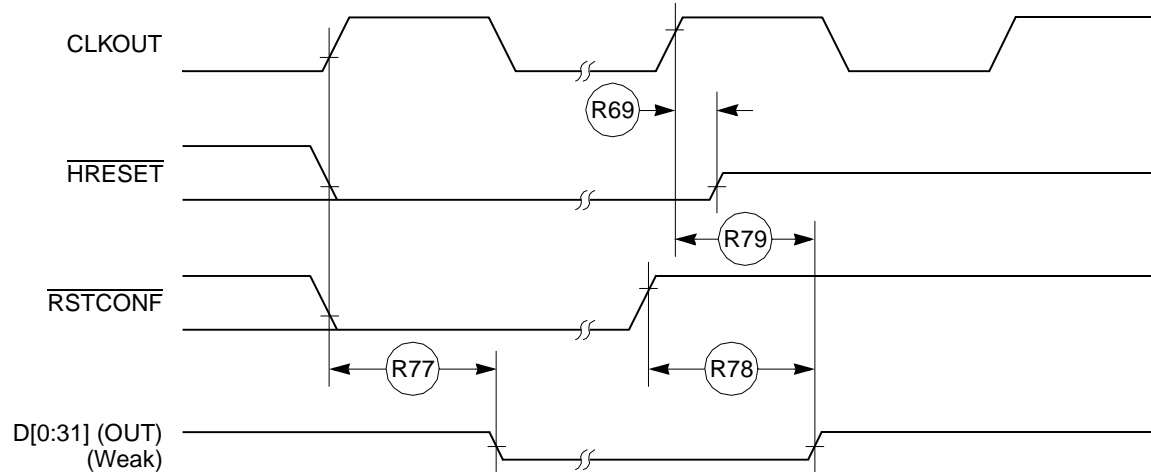 CLKOUT
R69
HRESET
R79
RSTCONF
R77
R78
D[0:31] (OUT)
(Weak)